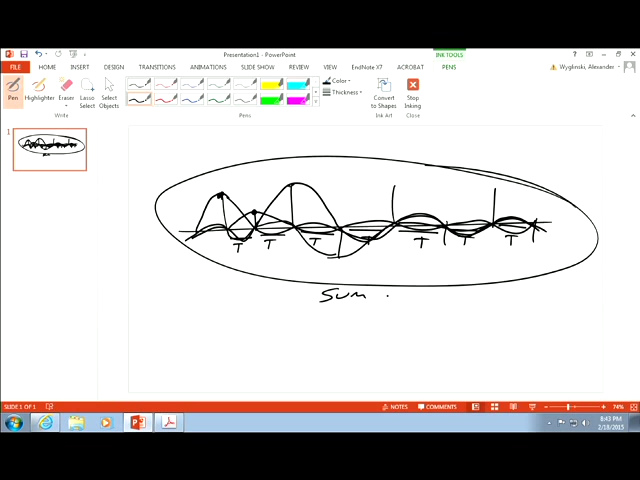 Presentation1 - PowerPoint
INK TOOLS
FILE HOME INSERT DESIGN TRANSITIONS ANIMATIONS SLIDE SHOW REVIEW VIEW EndNote X7 ACROBAT PENS
Wyglinski, Alexander
Pen Highlighter Eraser Lasso Select Select Objects
Color
Thickness
Convert to Shapes
Stop Inking
Write Pens Ink Art Close
1
T T T T T T T
Sum
SLIDE 1 OF 1
NOTES COMMENTS 74%
8:43 PM
2/18/2015